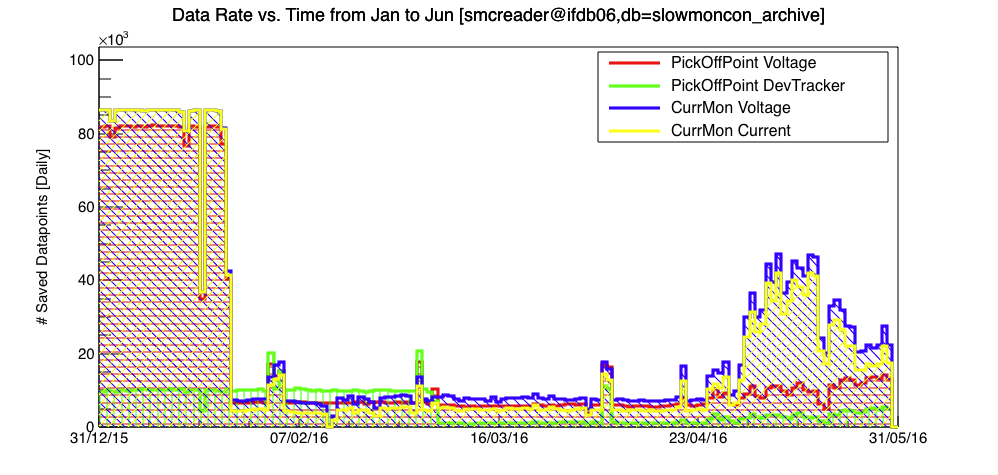 Data Rate vs. Time from Jan to Jun [smcreader@ifdb06,db=slowmoncon_archive]
×10³
# Saved Datapoints [Daily]
100
80
60
40
20
0
PickOffPoint Voltage
PickOffPoint DevTracker
CurrMon Voltage
CurrMon Current
31/12/15 07/02/16 16/03/16 23/04/16 31/05/16